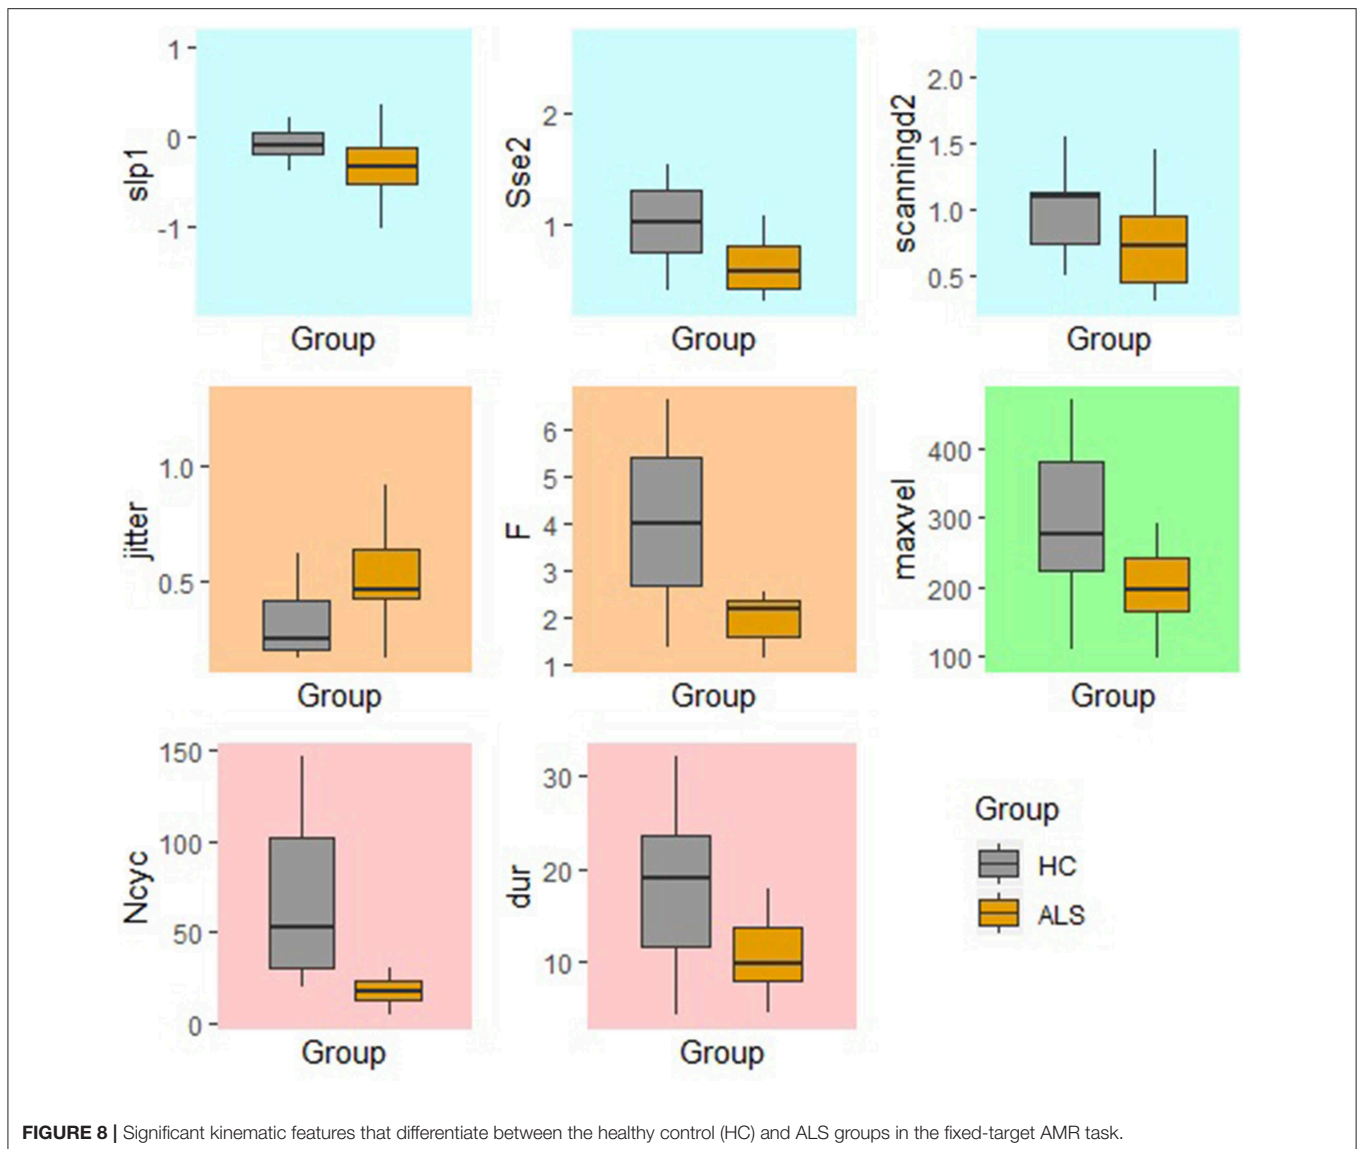 1
0
-1
slp1
Group
2
1
Sse2
Group
2.0
1.5
1.0
0.5
scanningd2
Group
1.0
0.5
jitter
Group
6
5
4
3
2
1
F
Group
400
300
200
100
maxvel
Group
150
100
50
0
Ncyc
Group
30
20
10
dur
Group
Group
HC
ALS
FIGURE 8 | Significant kinematic features that differentiate between the healthy control (HC) and ALS groups in the fixed-target AMR task.